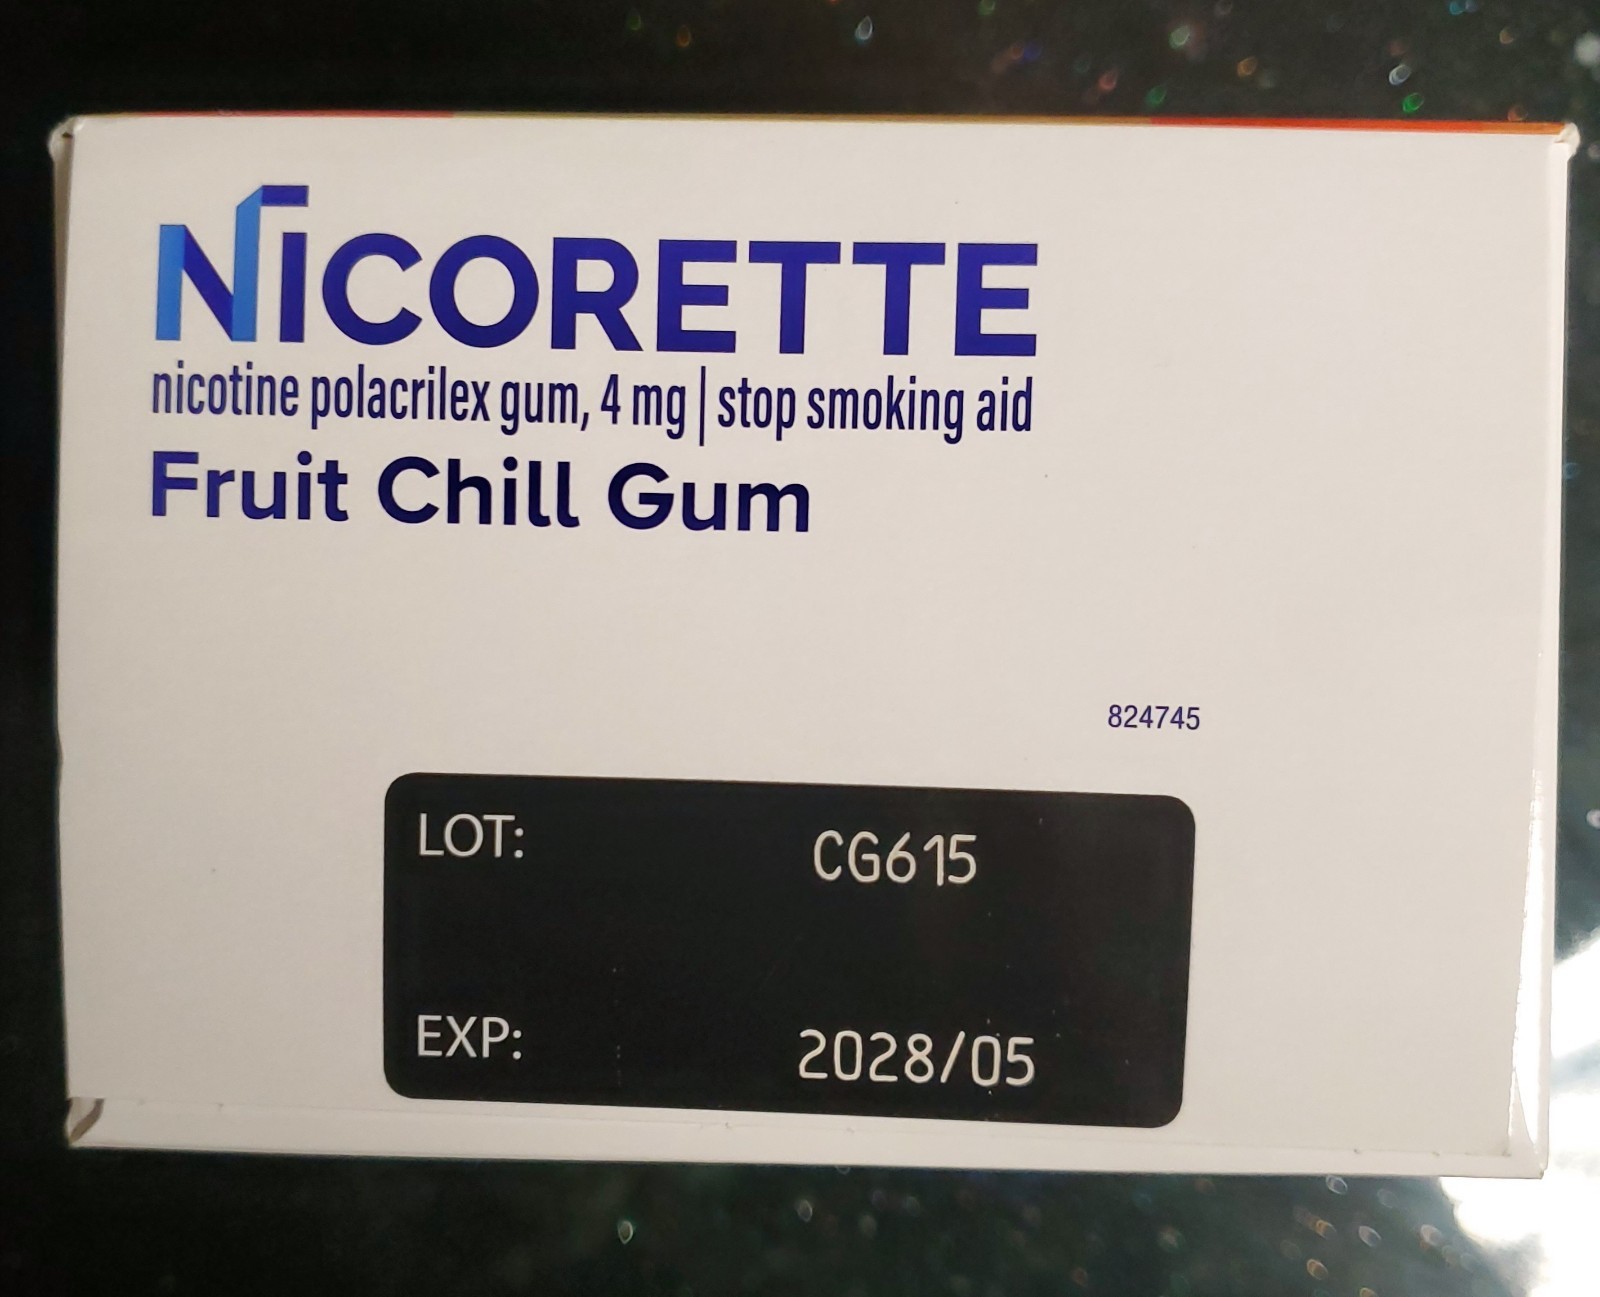 NICORETTE
nicotine polacrilex gum, 4 mg | stop smoking aid
Fruit Chill Gum
824745
LOT: CG615
EXP: 2028/05